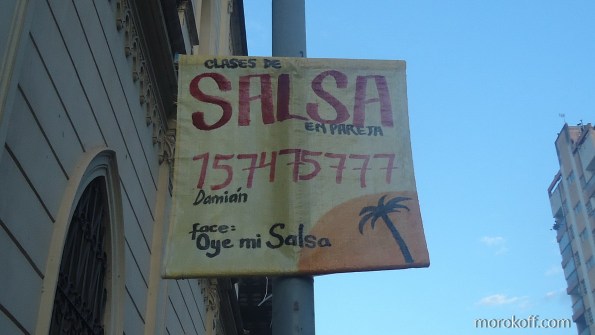 CLASES DE
SALSA
EN PAREJA
157475777
Damián
face:
Oye mi Salsa
morokoff.com